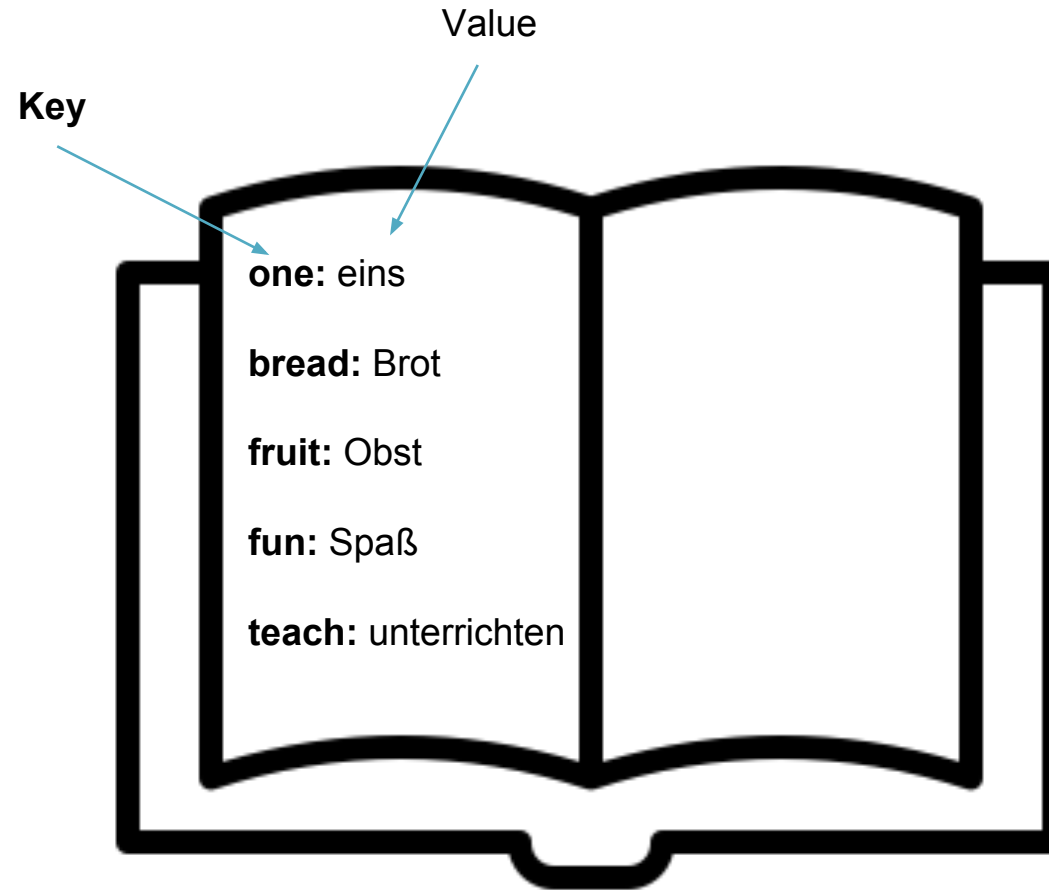 Value
Key
one: eins
bread: Brot
fruit: Obst
fun: Spaß
teach: unterrichten